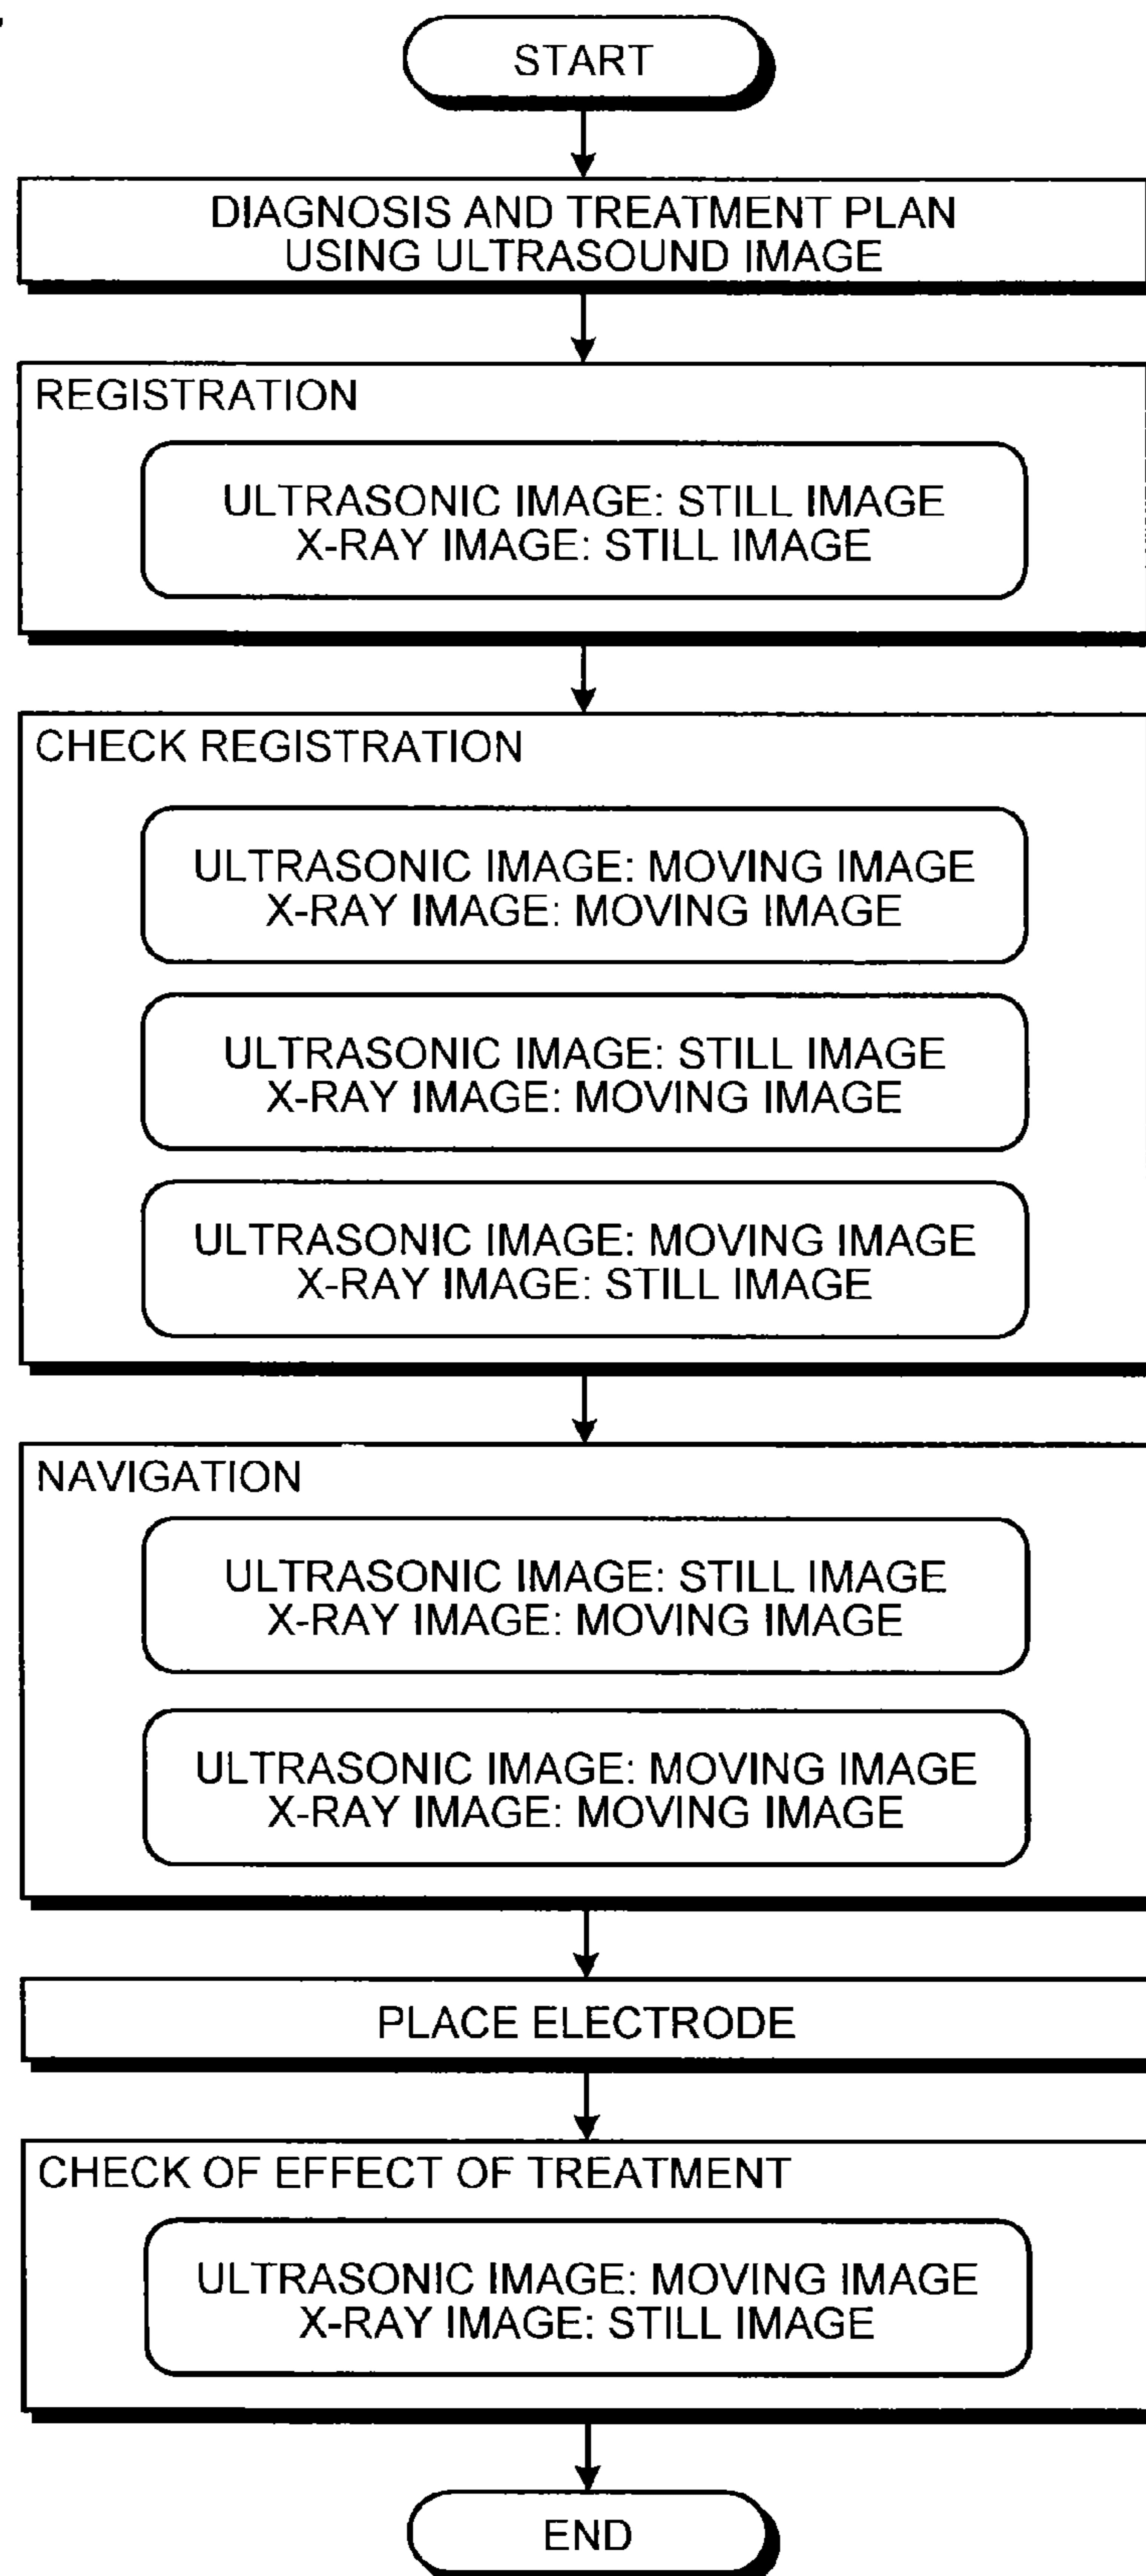 START
DIAGNOSIS AND TREATMENT PLAN
USING ULTRASOUND IMAGE
REGISTRATION
ULTRASONIC IMAGE: STILL IMAGE
X-RAY IMAGE: STILL IMAGE
CHECK REGISTRATION
ULTRASONIC IMAGE: MOVING IMAGE
X-RAY IMAGE: MOVING IMAGE
ULTRASONIC IMAGE: STILL IMAGE
X-RAY IMAGE: MOVING IMAGE
ULTRASONIC IMAGE: MOVING IMAGE
X-RAY IMAGE: STILL IMAGE
NAVIGATION
ULTRASONIC IMAGE: STILL IMAGE
X-RAY IMAGE: MOVING IMAGE
ULTRASONIC IMAGE: MOVING IMAGE
X-RAY IMAGE: MOVING IMAGE
PLACE ELECTRODE
CHECK OF EFFECT OF TREATMENT
ULTRASONIC IMAGE: MOVING IMAGE
X-RAY IMAGE: STILL IMAGE
END